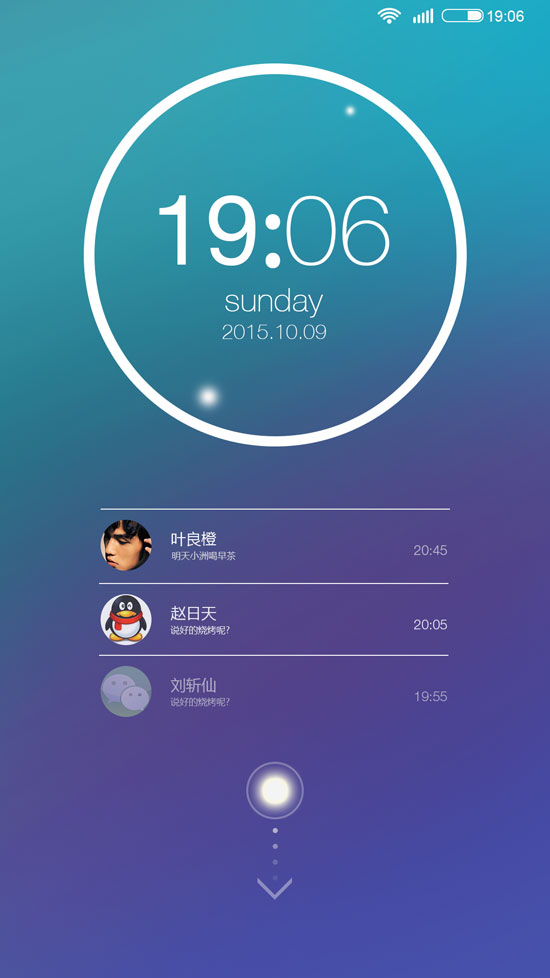 19:06
19:06
sunday
2015.10.09
叶良橙
明天小洲喝早茶
20:45
赵日天
说好的烧烤呢?
20:05
刘斩仙
说好的烧烤呢?
19:55